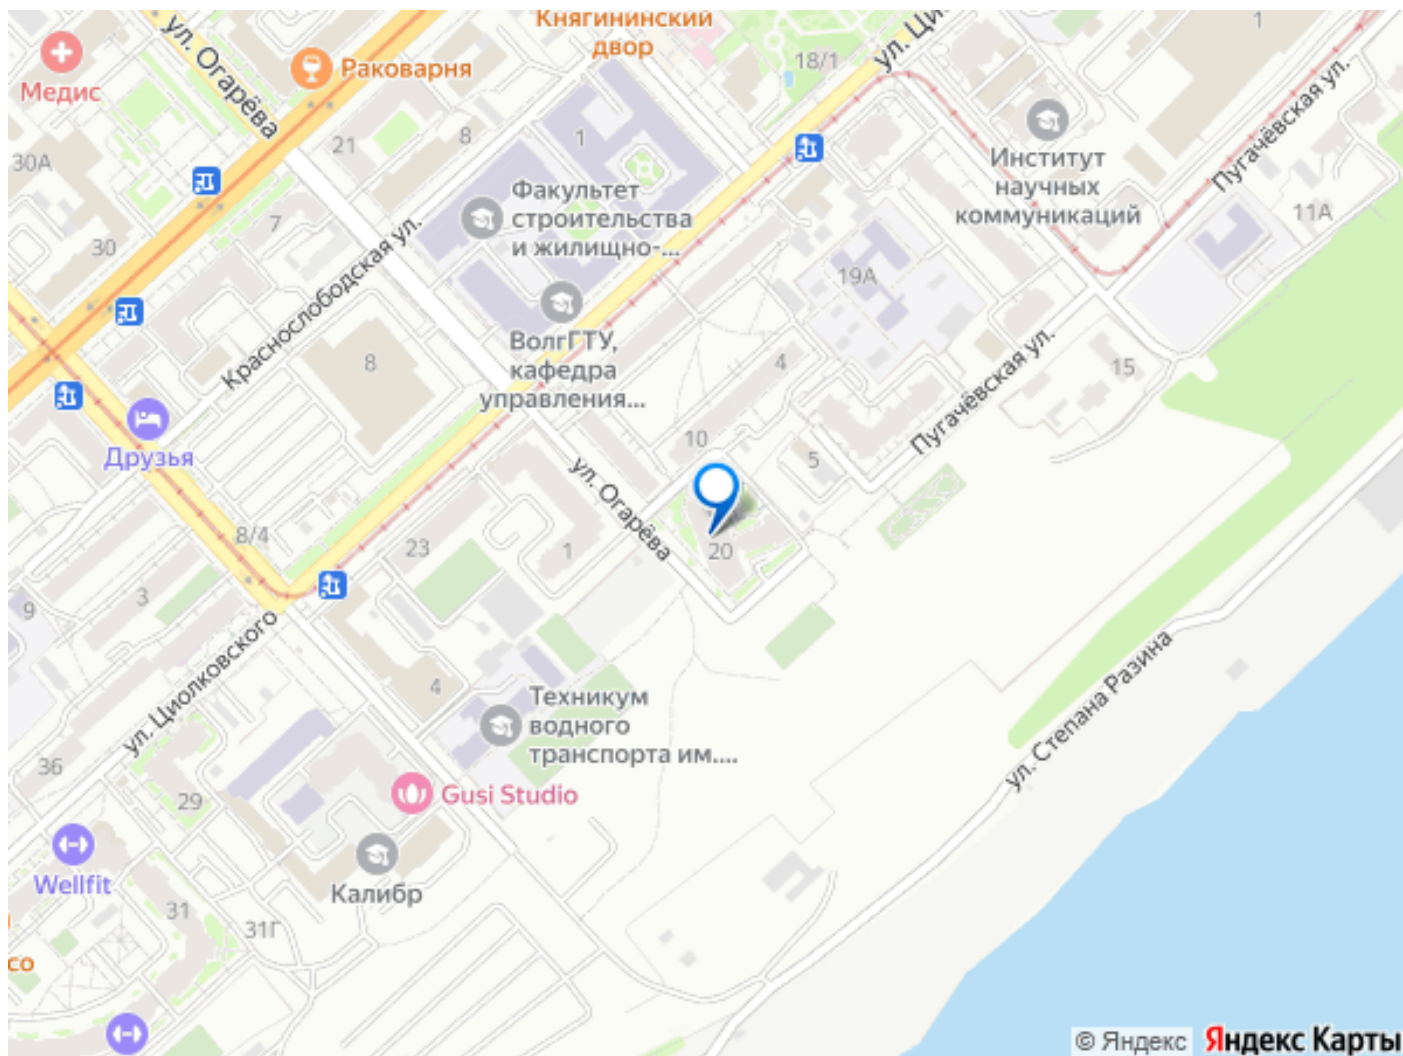 Княгининский
двор
ул. Огарёва
Раковарня
Медис
18/1
ул. Ци
1
Пугачёвская ул.
30А
21
8
1
Институт
научных
коммуникаций
Факультет
строительства
и жилищно-...
7
30
11А
19А
Краснослободская ул.
ВолгГТУ,
кафедра
управления...
8
4
15
Пугачёвская ул.
Друзья
10
5
ул. Огарёва
8/4
23
1
20
9
3
ул. Циолковского
4
Техникум
водного
транспорта им....
ул. Степана Разина
36
29
Gusi Studio
Wellfit
Калибр
31
31Г
со
© Яндекс
Яндекс Карты